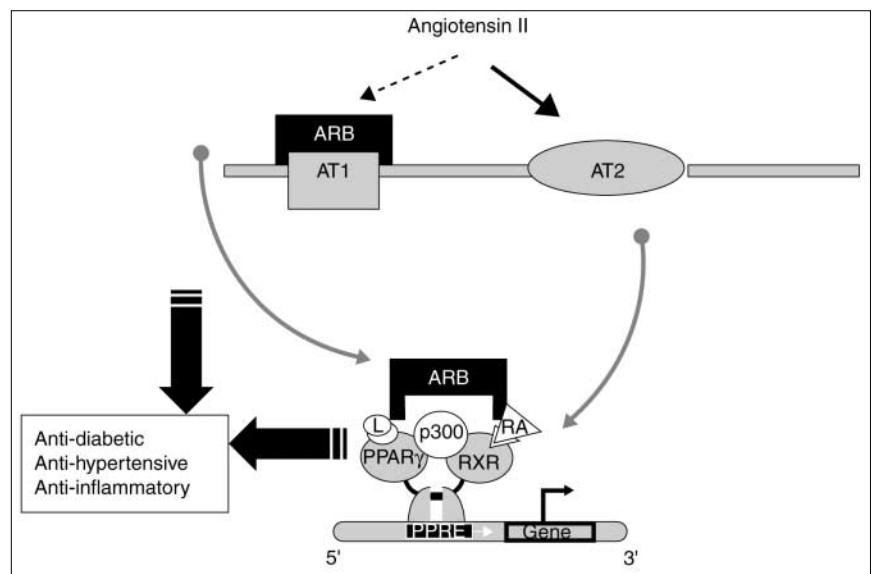 Angiotensin II
ARB
AT1
AT2
ARB
L
p300
RA
PPARγ
RXR
Anti-diabetic
Anti-hypertensive
Anti-inflammatory
PPRE
Gene
5'
3'